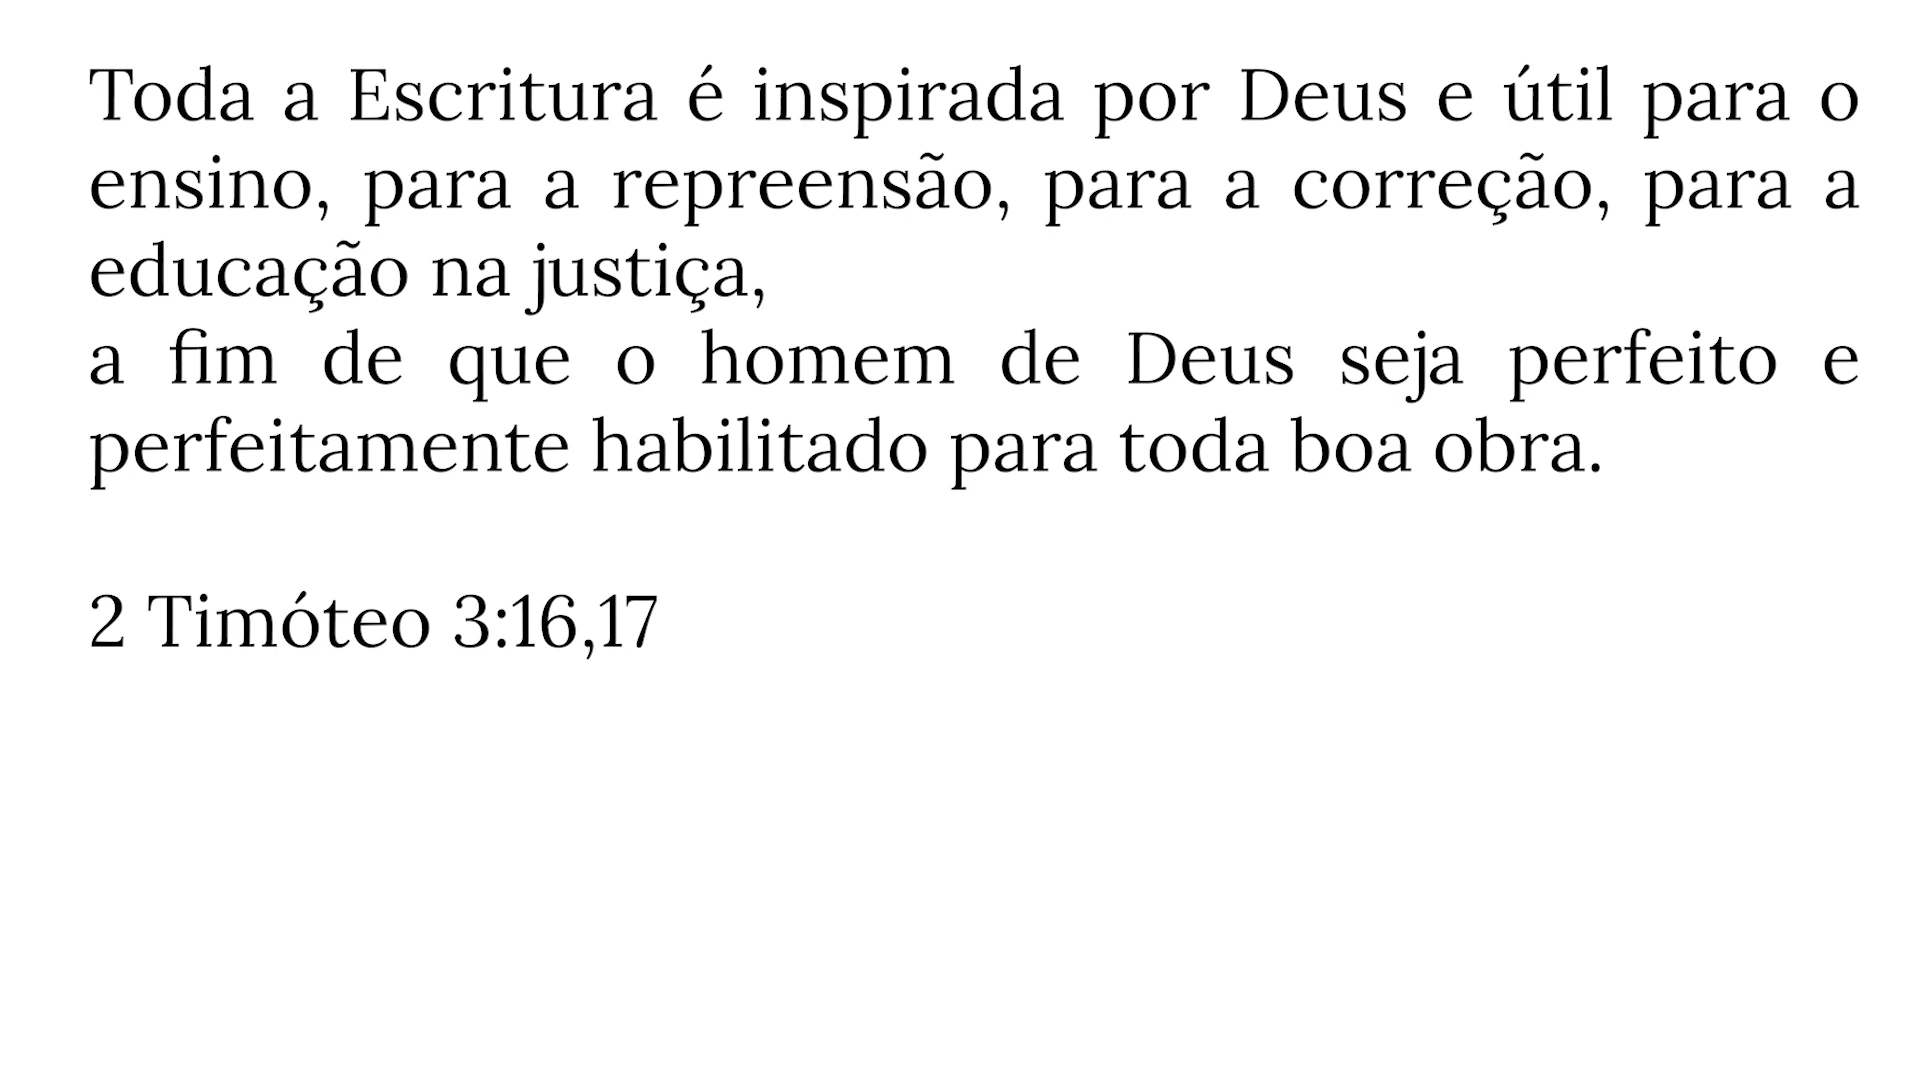 Toda a Escritura é inspirada por Deus e útil para o
ensino, para a repreensão, para a correção, para a
educação na justiça,
a fim de que o homem de Deus seja perfeito e
perfeitamente habilitado para toda boa obra.
2 Timóteo 3:16,17